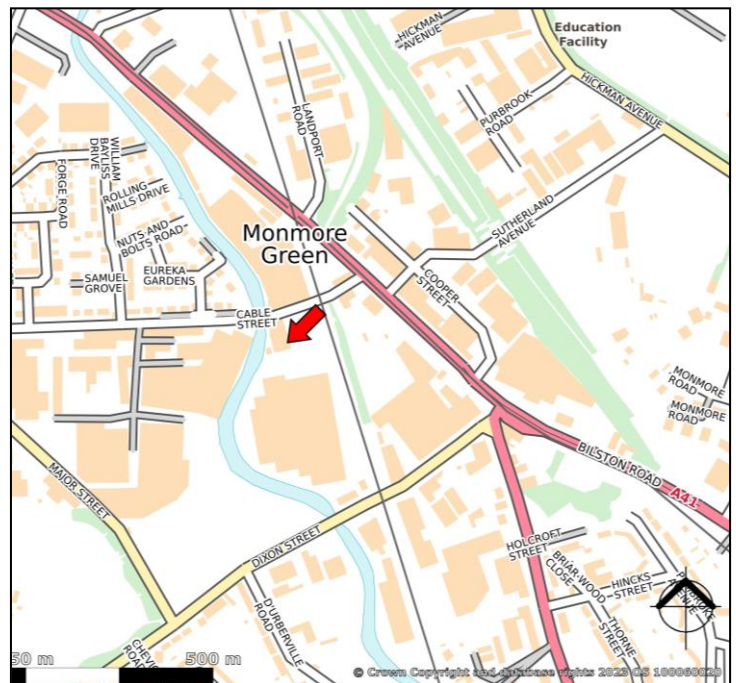 Education
Facility
HICKMAN
AVENUE
HICKMAN AVENUE
PURBROOK
ROAD
LANDPORT
ROAD
WILLIAM
BAYLISS
DRIVE
FORGE ROAD
ROLLING
MILLS DRIVE
NUTS AND
BOLTS ROAD
SAMUEL
GROVE
EUREKA
GARDENS
Monmore
Green
SUTHERLAND
AVENUE
COOPER
STREET
CABLE
STREET
MONMORE
ROAD
MONMORE
ROAD
BILSTON ROAD
A41
MAJOR STREET
DIXON STREET
HOLCROFT
STREET
BRIAR-WOOD
CLOSE
HINCKS
STREET
THORNE
STREET
AVENUE
D'URBERVILLE
ROAD
ROAD
50 m
500 m
© Crown Copyright and database rights 2023 OS 100060020